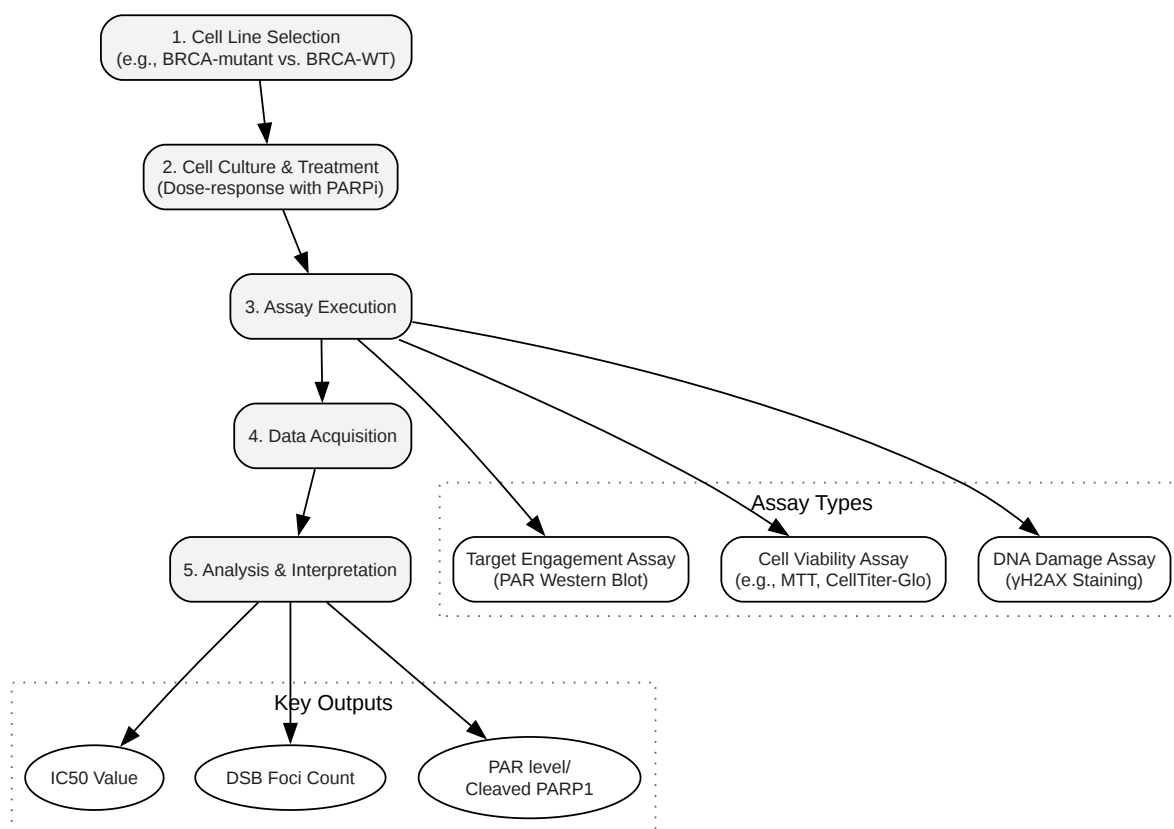 1. Cell Line Selection
(e.g., BRCA-mutant vs. BRCA-WT)
2. Cell Culture & Treatment
(Dose-response with PARPi)
3. Assay Execution
4. Data Acquisition
Assay Types
5. Analysis & Interpretation
Target Engagement Assay
(PAR Western Blot)
Cell Viability Assay
(e.g., MTT, CellTiter-Glo)
DNA Damage Assay
(γH2AX Staining)
Key Outputs
IC50 Value
DSB Foci Count
PAR level/
Cleaved PARP1